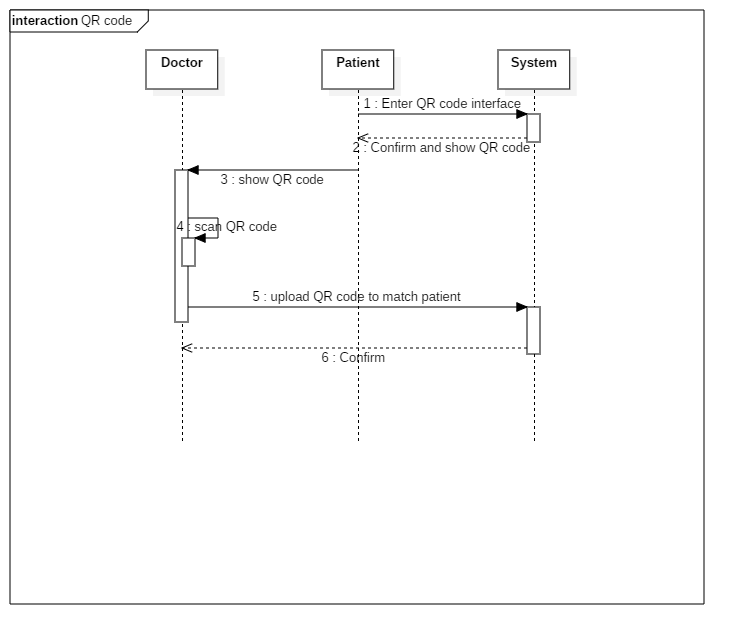 interaction QR code
Doctor
Patient
System
1 : Enter QR code interface
2 : Confirm and show QR code
3 : show QR code
4 : scan QR code
5 : upload QR code to match patient
6 : Confirm